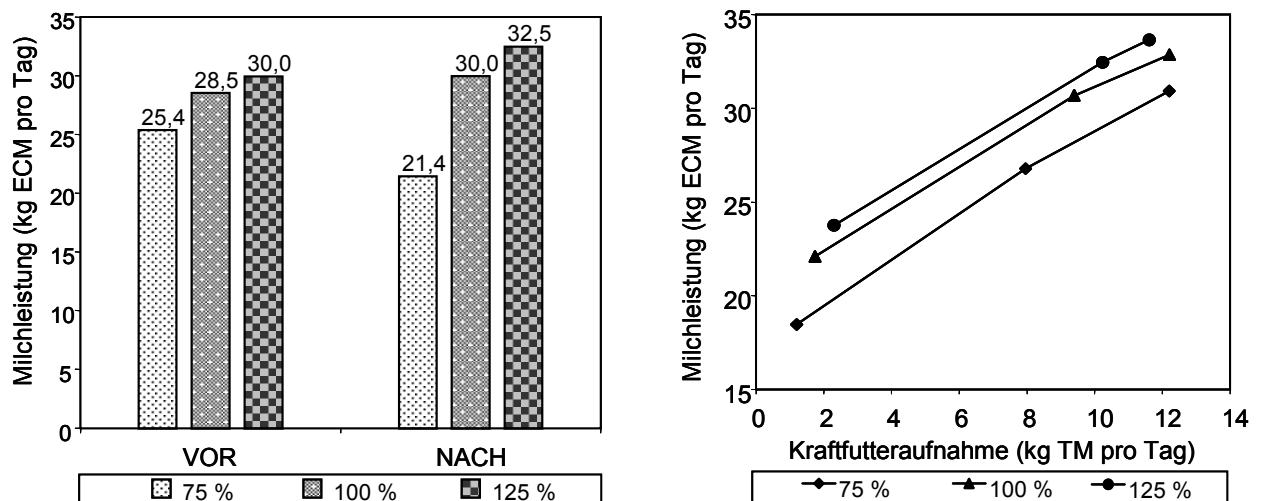 Milchleistung (kg ECM pro Tag)
35
30
25
20
15
10
5
0
25,4
28,5
30,0
21,4
30,0
32,5
VOR NACH
75 % 100 % 125 %
Milchleistung (kg ECM pro Tag)
35
30
25
20
15
0 2 4 6 8 10 12 14
Kraftfutteraufnahme (kg TM pro Tag)
75 % 100 % 125 %